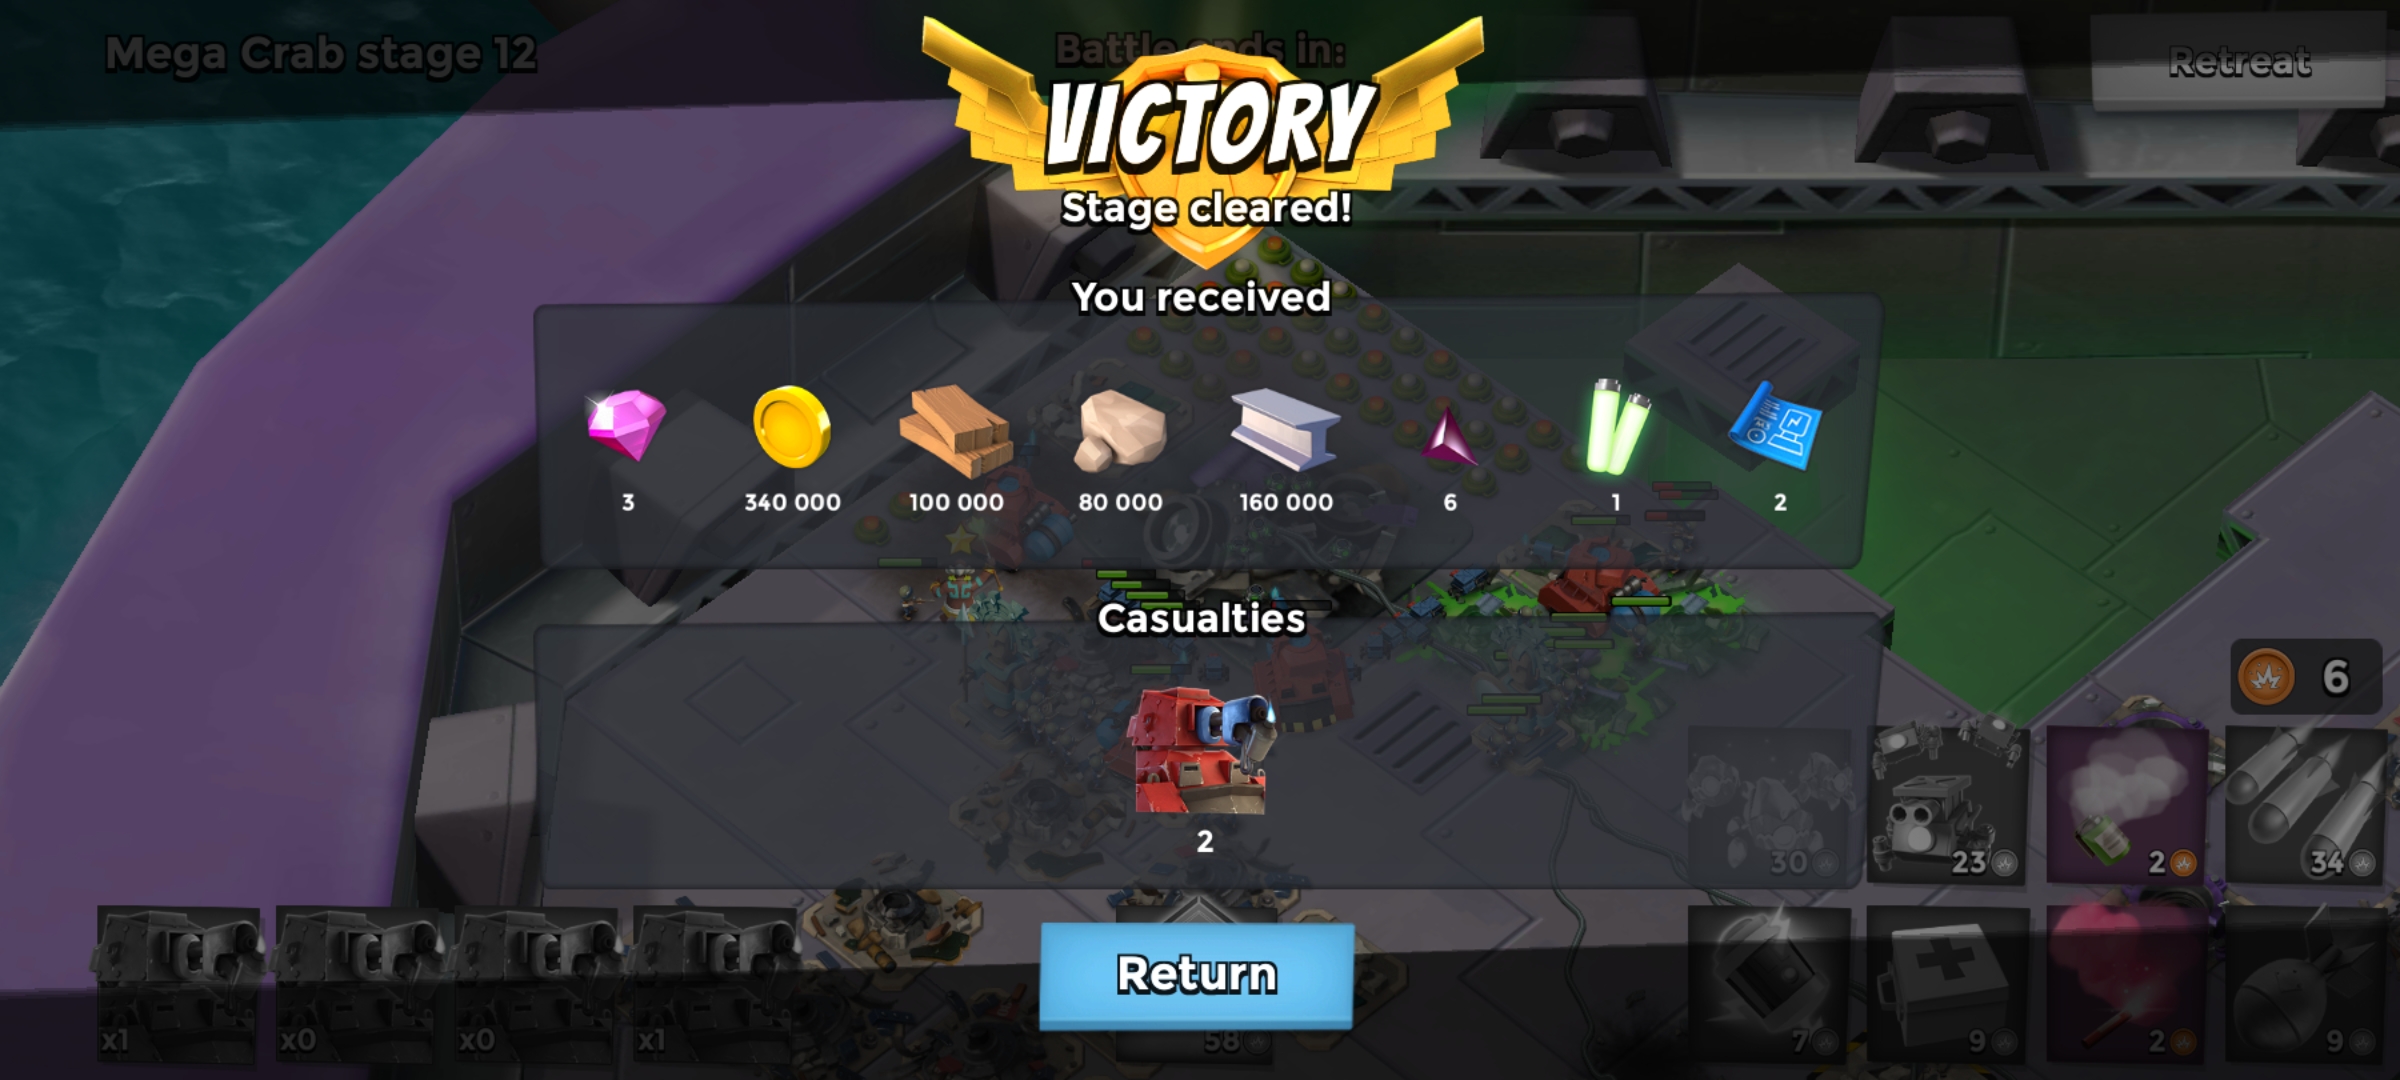 Mega Crab stage 12
Battle ends in:
Retreat
VICTORY
Stage cleared!
You received
3 340 000 100 000 80 000 160 000 6 1 2
Casualties
2
6
30 23 2 34
Return
x1 x0 x0 x1 58 7 9 2 9